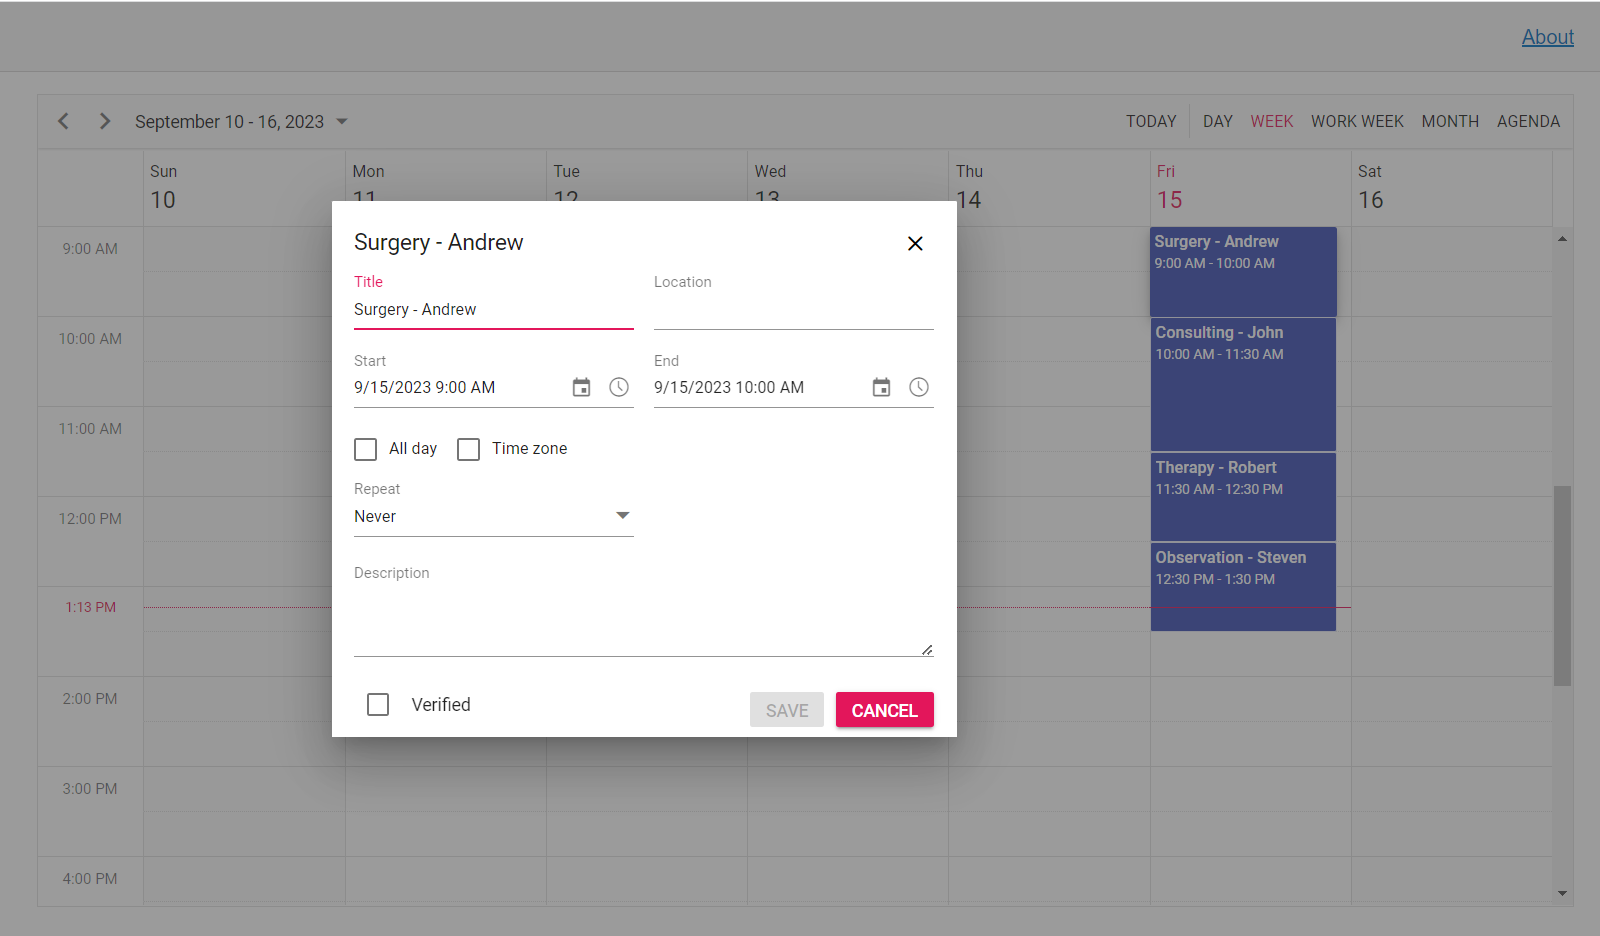 About
September 10 - 16, 2023
TODAY DAY WEEK WORK WEEK MONTH AGENDA
Sun Mon Tue Wed Thu Fri Sat
10 11 12 13 14 15 16
Surgery - Andrew
Title
Surgery - Andrew
Location
Start
9/15/2023 9:00 AM
End
9/15/2023 10:00 AM
All day
Time zone
Repeat
Never
Description
Verified
SAVE
CANCEL
9:00 AM
10:00 AM
11:00 AM
12:00 PM
1:13 PM
2:00 PM
3:00 PM
4:00 PM
Surgery - Andrew
9:00 AM - 10:00 AM
Consulting - John
10:00 AM - 11:30 AM
Therapy - Robert
11:30 AM - 12:30 PM
Observation - Steven
12:30 PM - 1:30 PM